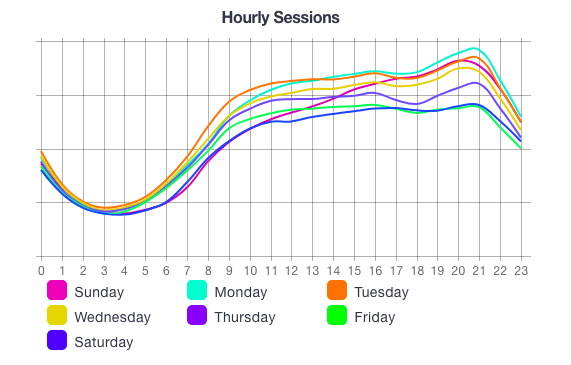 Hourly Sessions
0 1 2 3 4 5 6 7 8 9 10 11 12 13 14 15 16 17 18 19 20 21 22 23
Sunday Monday Tuesday
Wednesday Thursday Friday
Saturday